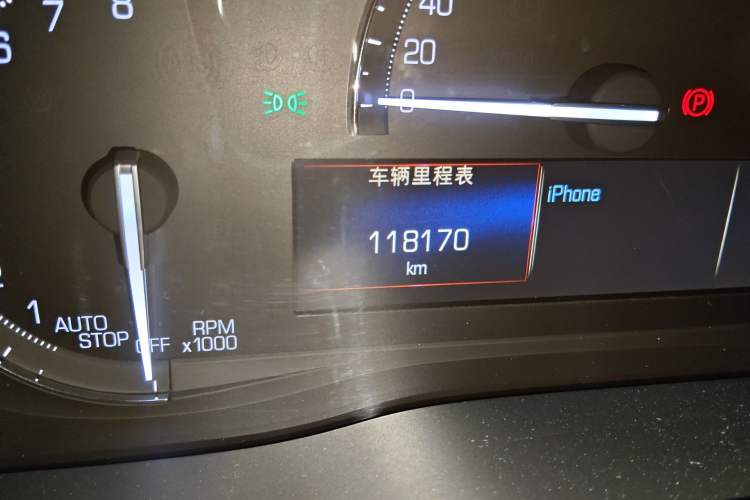 8
7
6
40
20
0
P
车辆里程表
iPhone
118170
km
1
AUTO
STOP
OFF
RPM
x1000